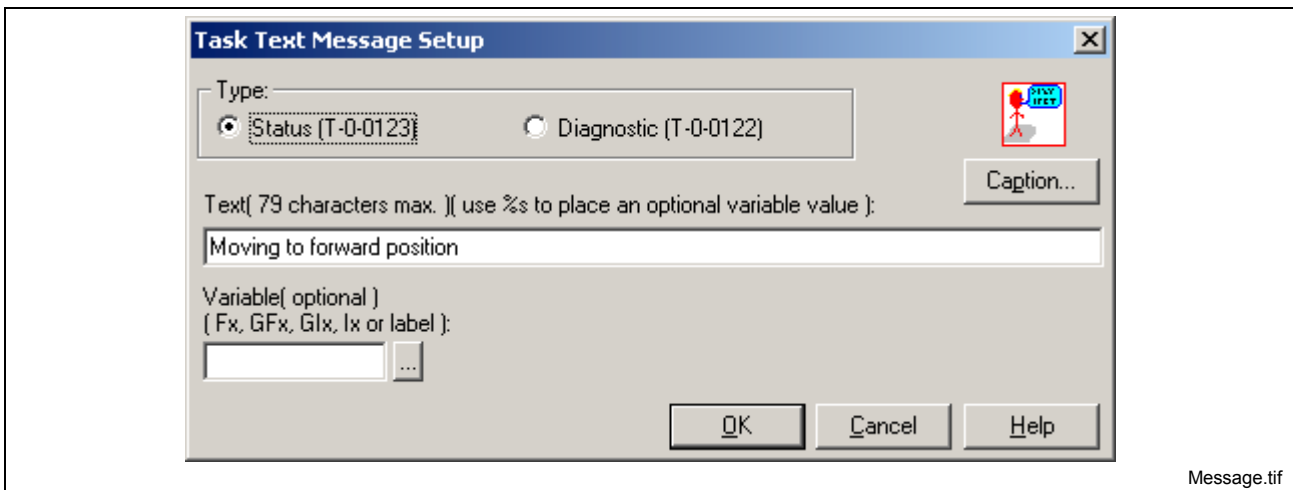 Task Text Message Setup
Type:
Status (T-0-0123) Diagnostic (T-0-0122)
Caption...
Text( 79 characters max. )( use %s to place an optional variable value ):
Moving to forward position
Variable( optional )
( Fx, GFx, GIx, Ix or label ):
...
OK Cancel Help
Message.tif